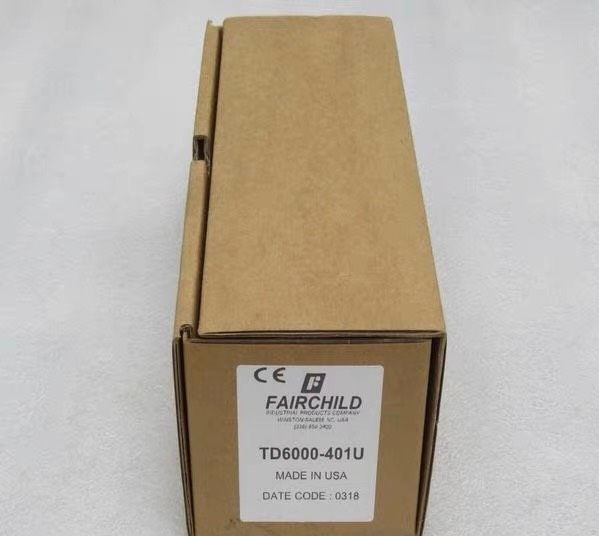 CE
FAIRCHILD
INDUSTRIAL PRODUCTS COMPANY
WINSTON-SALEM, NC, USA
TD6000-401U
MADE IN USA
DATE CODE : 0318